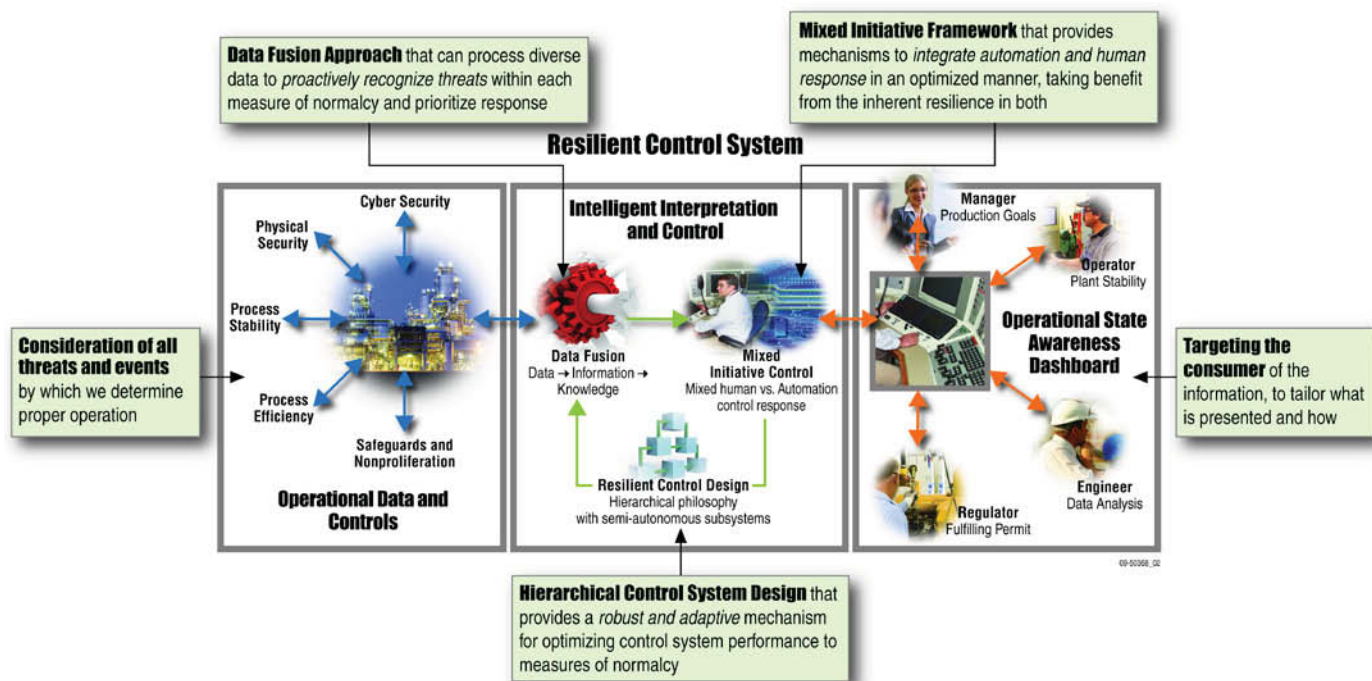 Data Fusion Approach that can process diverse
data to proactively recognize threats within each
measure of normalcy and prioritize response
Mixed Initiative Framework that provides
mechanisms to integrate automation and human
response in an optimized manner, taking benefit
from the inherent resilience in both
Resilient Control System
Consideration of all
threats and events
by which we determine
proper operation
Cyber Security
Physical
Security
Process
Stability
Process
Efficiency
Safeguards and
Nonproliferation
Operational Data and
Controls
Intelligent Interpretation
and Control
Data Fusion
Data → Information →
Knowledge
Mixed
Initiative Control
Mixed human vs. Automation
control response
Resilient Control Design
Hierarchical philosophy
with semi-autonomous subsystems
Manager
Production Goals
Operator
Plant Stability
Operational State
Awareness
Dashboard
Engineer
Data Analysis
Regulator
Fulfilling Permit
Targeting the
consumer of the
information, to tailor what
is presented and how
09-50368_02
Hierarchical Control System Design that
provides a robust and adaptive mechanism
for optimizing control system performance to
measures of normalcy